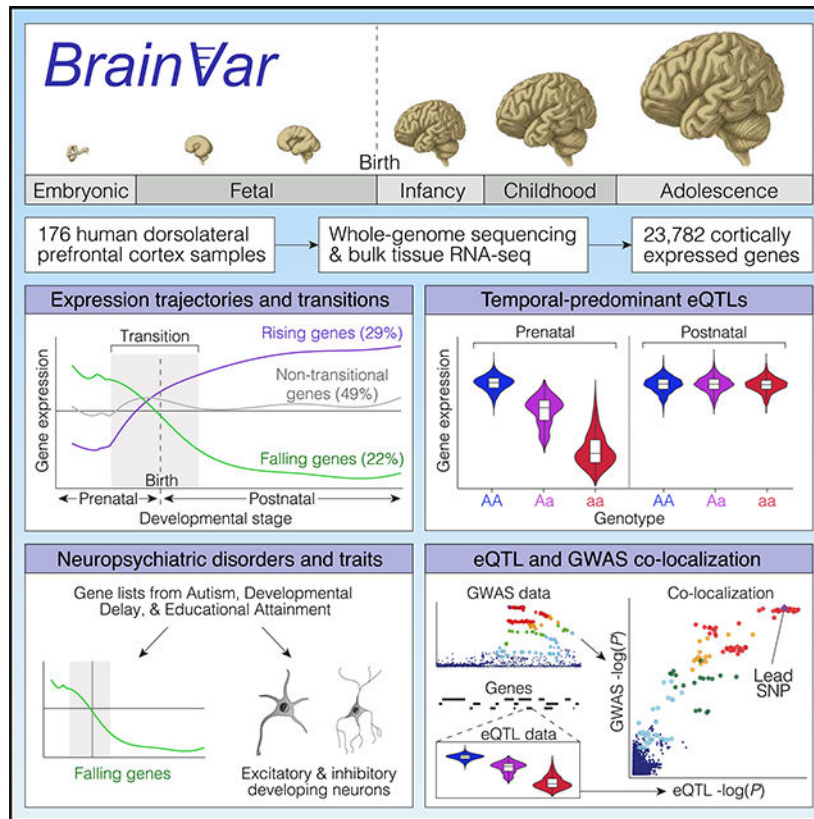 BrainVar
Birth
Embryonic
Fetal
Infancy
Childhood
Adolescence
176 human dorsolateral
prefrontal cortex samples
Whole-genome sequencing
& bulk tissue RNA-seq
23,782 cortically
expressed genes
Expression trajectories and transitions
Transition
Rising genes (29%)
Non-transitional
genes (49%)
Falling genes (22%)
Gene expression
Birth
Prenatal
Postnatal
Developmental stage
Temporal-predominant eQTLs
Prenatal
Postnatal
Gene expression
AA
Aa
aa
AA
Aa
aa
Genotype
Neuropsychiatric disorders and traits
Gene lists from Autism, Developmental
Delay, & Educational Attainment
Falling genes
Excitatory & inhibitory
developing neurons
eQTL and GWAS co-localization
GWAS data
Genes
eQTL data
Co-localization
Lead
SNP
GWAS -log(P)
eQTL -log(P)